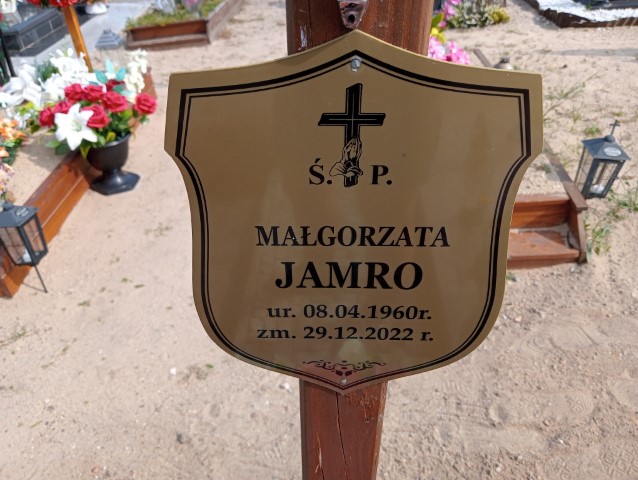 Ś. P.
MAŁGORZATA
JAMRO
ur. 08.04.1960r.
zm. 29.12.2022 r.